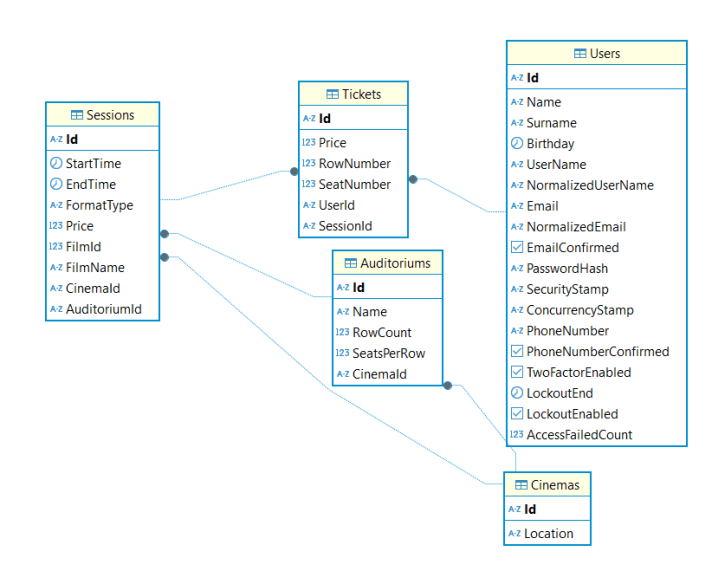 Sessions
A-Z Id
StartTime
EndTime
A-Z FormatType
123 Price
123 FilmId
A-Z FilmName
A-Z CinemaId
A-Z AuditoriumId
Tickets
A-Z Id
123 Price
123 RowNumber
123 SeatNumber
A-Z UserId
A-Z SessionId
Auditoriums
A-Z Id
A-Z Name
123 RowCount
123 SeatsPerRow
A-Z CinemaId
Users
A-Z Id
A-Z Name
A-Z Surname
Birthday
A-Z UserName
A-Z NormalizedUserName
A-Z Email
A-Z NormalizedEmail
EmailConfirmed
A-Z PasswordHash
A-Z SecurityStamp
A-Z ConcurrencyStamp
A-Z PhoneNumber
PhoneNumberConfirmed
TwoFactorEnabled
LockoutEnd
LockoutEnabled
123 AccessFailedCount
Cinemas
A-Z Id
A-Z Location